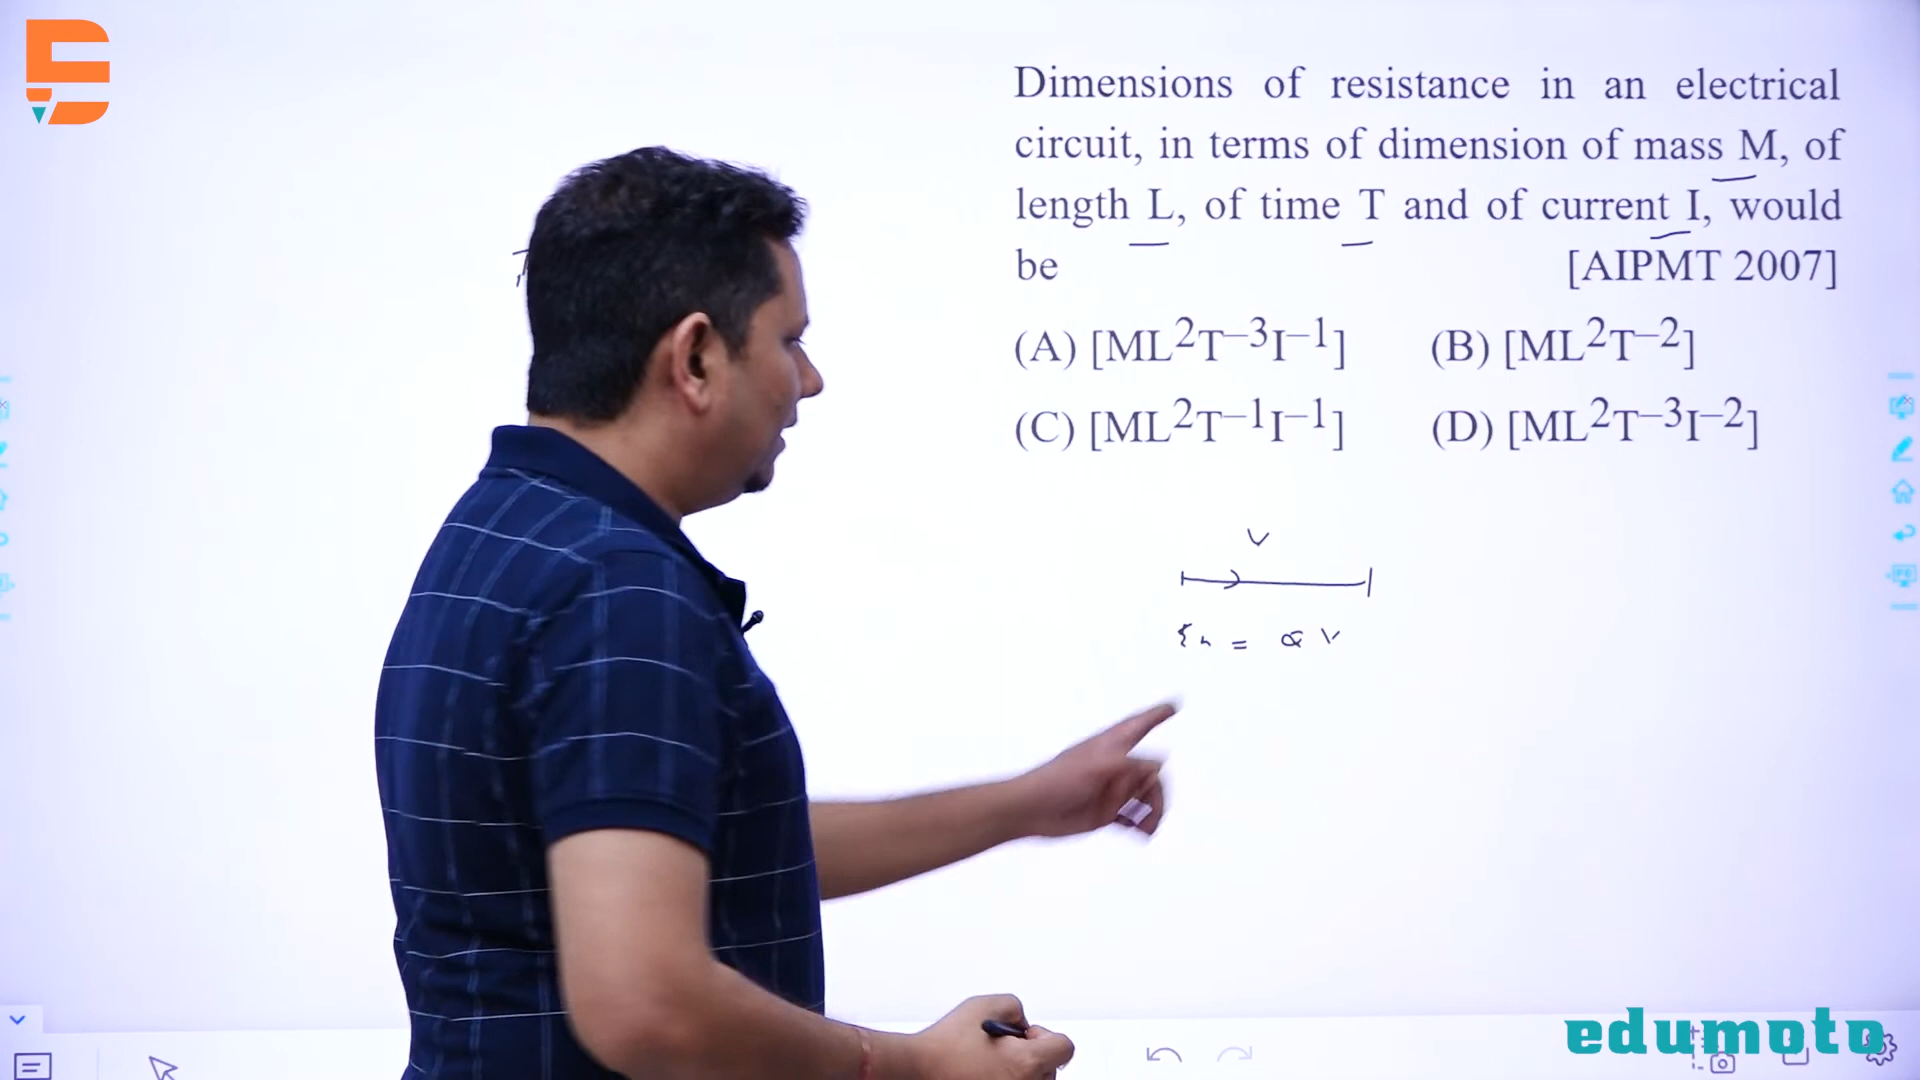 Dimensions of resistance in an electrical
circuit, in terms of dimension of mass M, of
length L, of time T and of current I, would
be [AIPMT 2007]
(A) [ML²T⁻³I⁻¹] (B) [ML²T⁻²]
(C) [ML²T⁻¹I⁻¹] (D) [ML²T⁻³I⁻²]
V
= Q V
edumoto